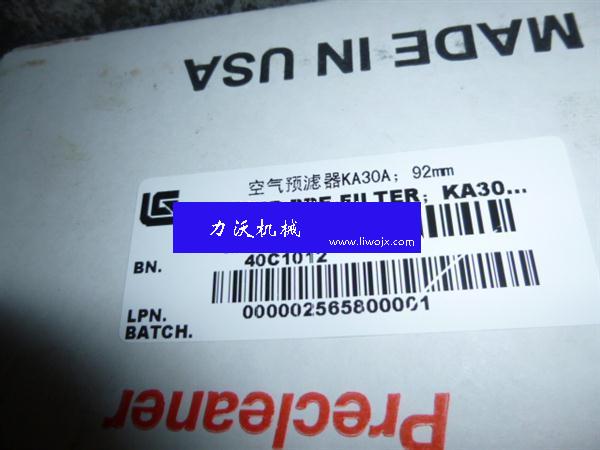 MADE IN USA
空气预滤器KA30A；92mm
FILTER；KA30...
力沃机械
www.liwojx.com
BN.
40C1012
LPN.
000002565800001
BATCH.
Precleaner